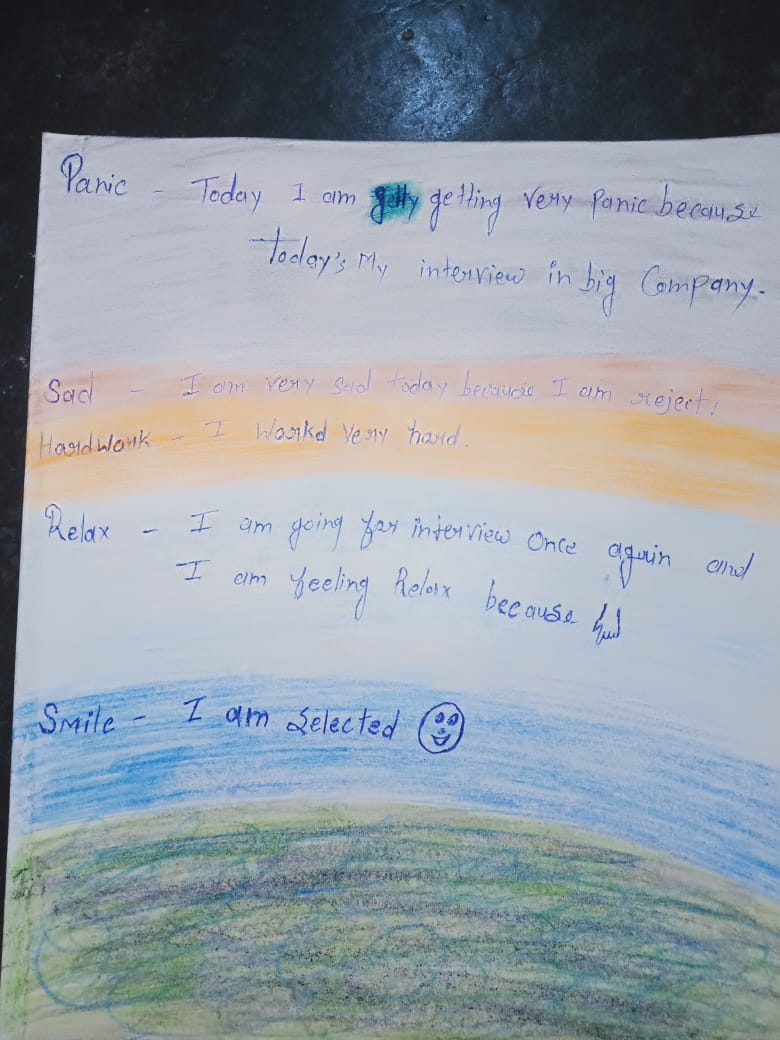 Panic - Today I am getting very Panic because
today's My interview in big Company.
Sad - I am very sad today because I am reject!
Hardwork - I workd very hard.
Relax - I am going for interview once again and
I am feeling Relax because
Smile - I am selected